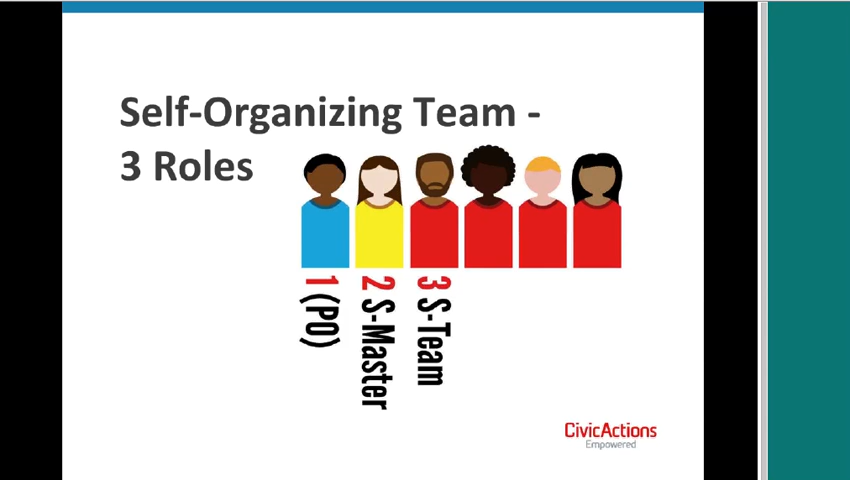 Self-Organizing Team -
3 Roles
1 (PO)
2 S-Master
3 S-Team
CivicActions
Empowered